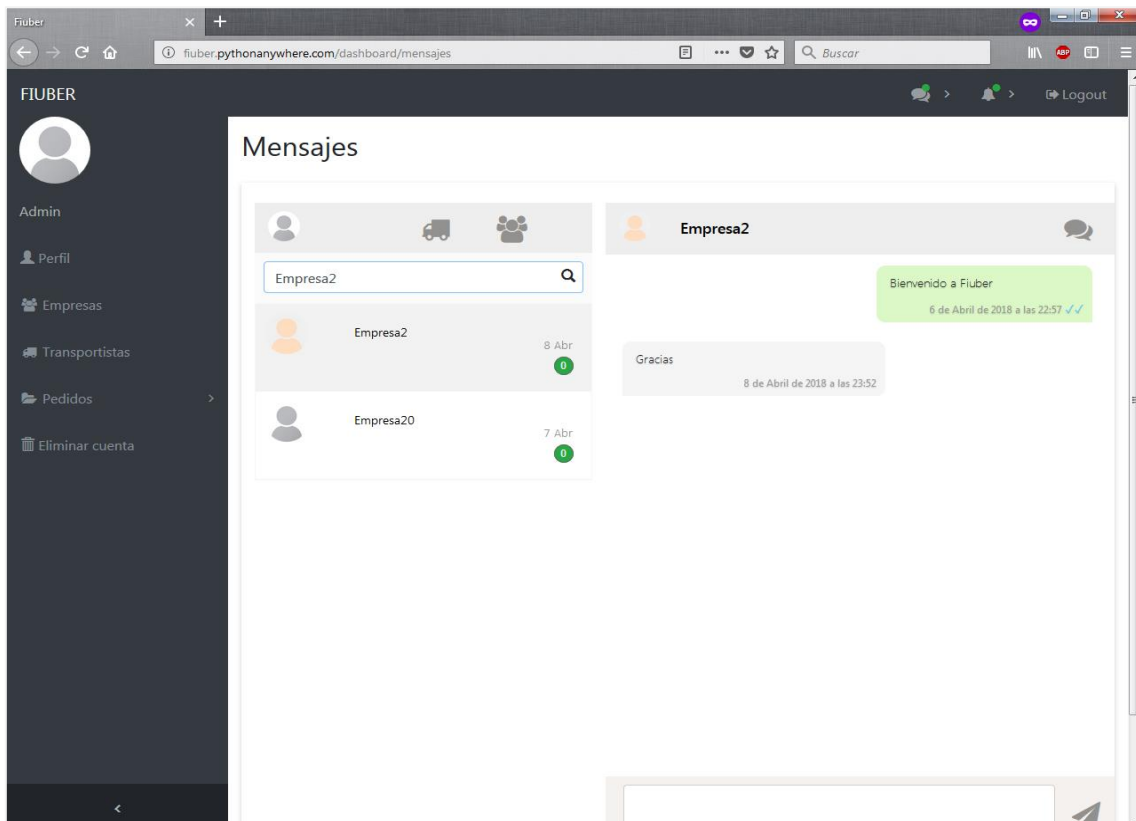 Fiuber
fiuber.pythonanywhere.com/dashboard/mensajes
Buscar
ABP
FIUBER
Logout
Admin
Perfil
Empresas
Transportistas
Pedidos
Eliminar cuenta
Mensajes
Empresa2
Empresa2
8 Abr
0
Empresa20
7 Abr
0
Empresa2
Bienvenido a Fiuber
6 de Abril de 2018 a las 22:57
Gracias
8 de Abril de 2018 a las 23:52